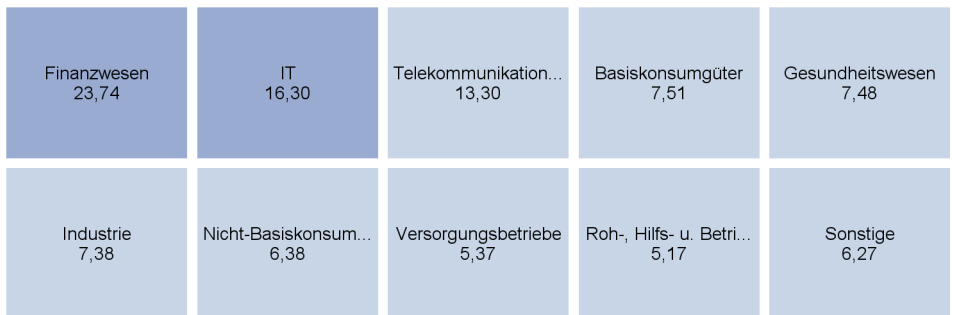 Finanzwesen
23,74
IT
16,30
Telekommunikation...
13,30
Basiskonsumgüter
7,51
Gesundheitswesen
7,48
Industrie
7,38
Nicht-Basiskonsum...
6,38
Versorgungsbetriebe
5,37
Roh-, Hilfs- u. Betri...
5,17
Sonstige
6,27